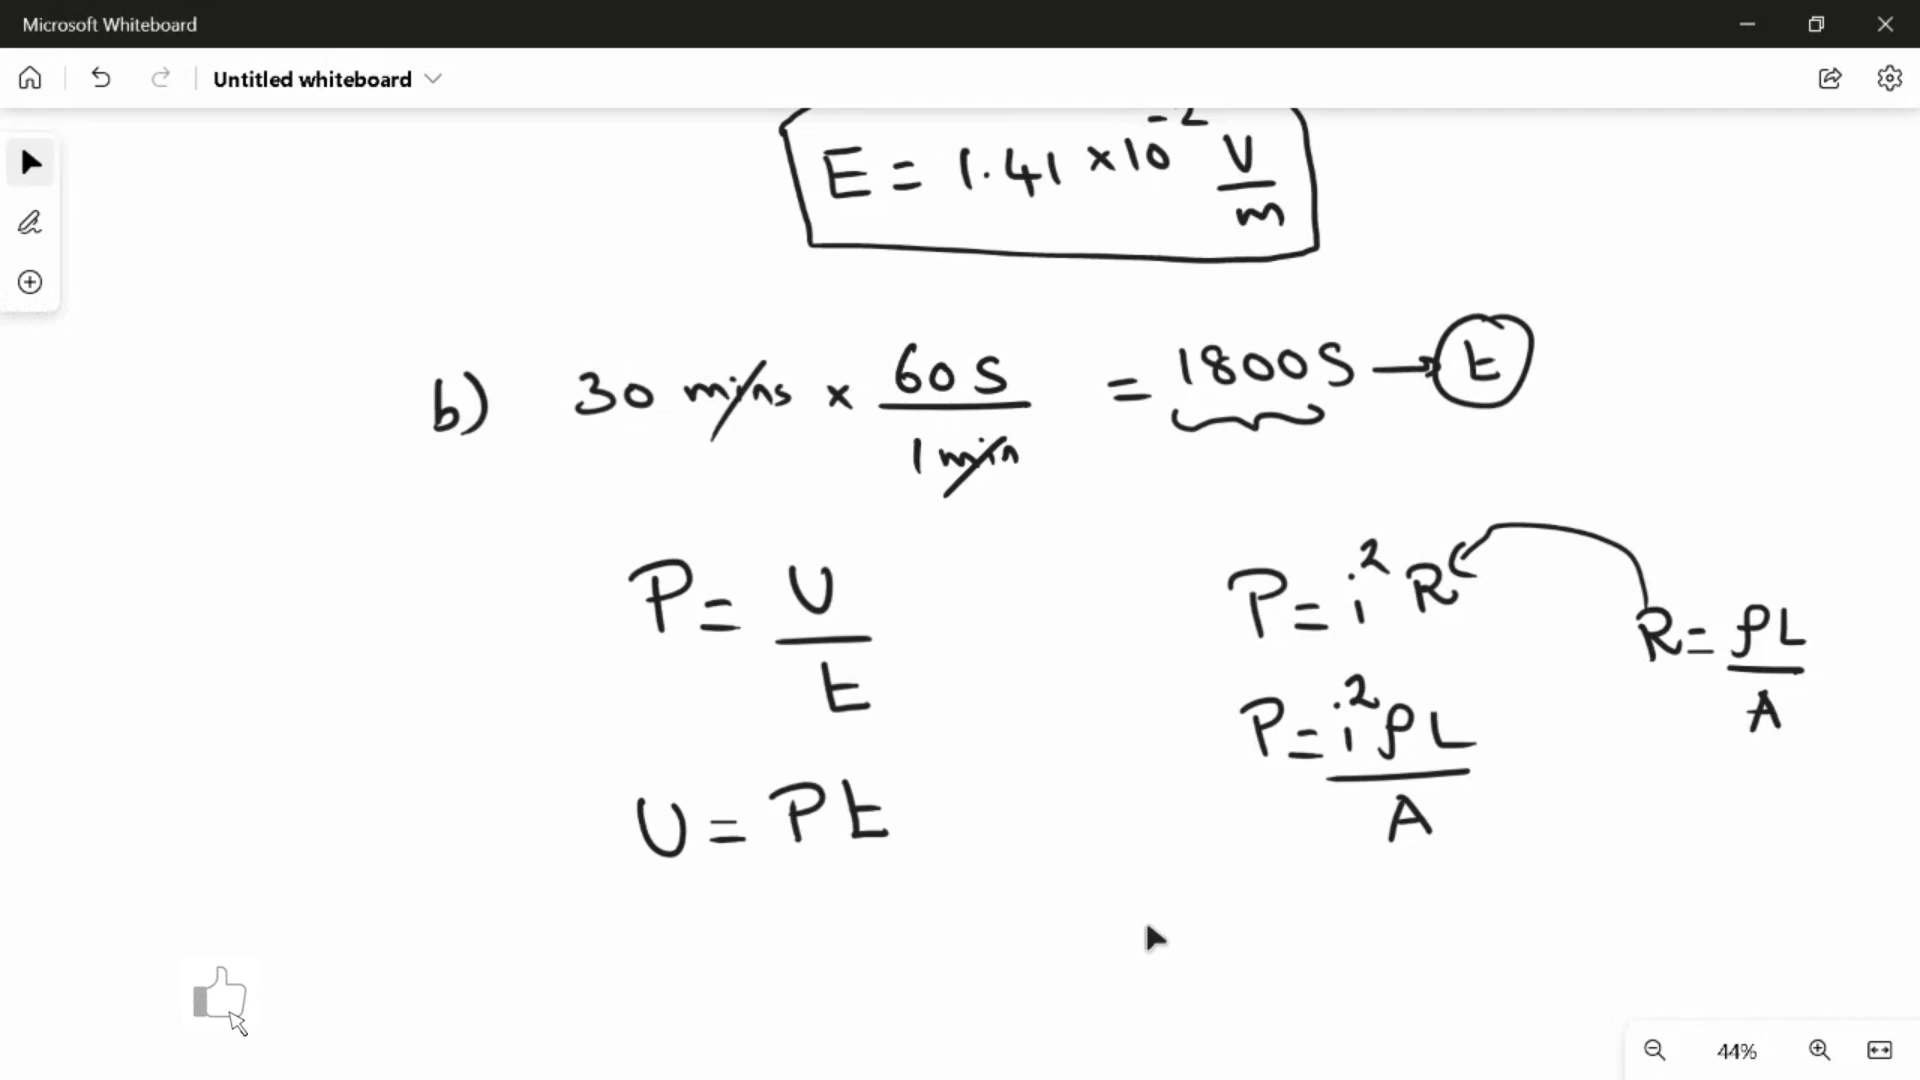 Microsoft Whiteboard
Untitled whiteboard
E = 1.41 × 10⁻² V/m
b) 30 mins × 60 S / 1 min = 1800 S → t
P = U/t
P = i² R
R = ρL/A
P = i² ρL/A
U = Pt
44%